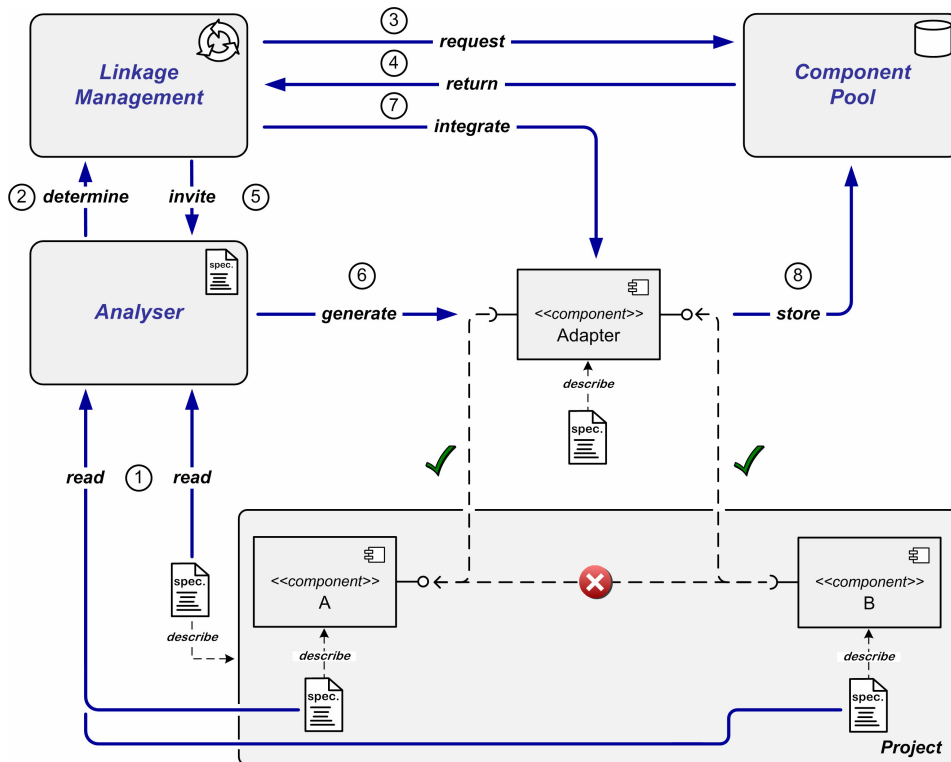 3
request
Linkage
Management
4
return
Component
Pool
7
integrate
2
determine
invite
5
spec.
Analyser
6
generate
<<component>>
Adapter
8
store
describe
spec.
read
1
read
spec.
describe
<<component>>
A
<<component>>
B
describe
describe
spec.
spec.
Project